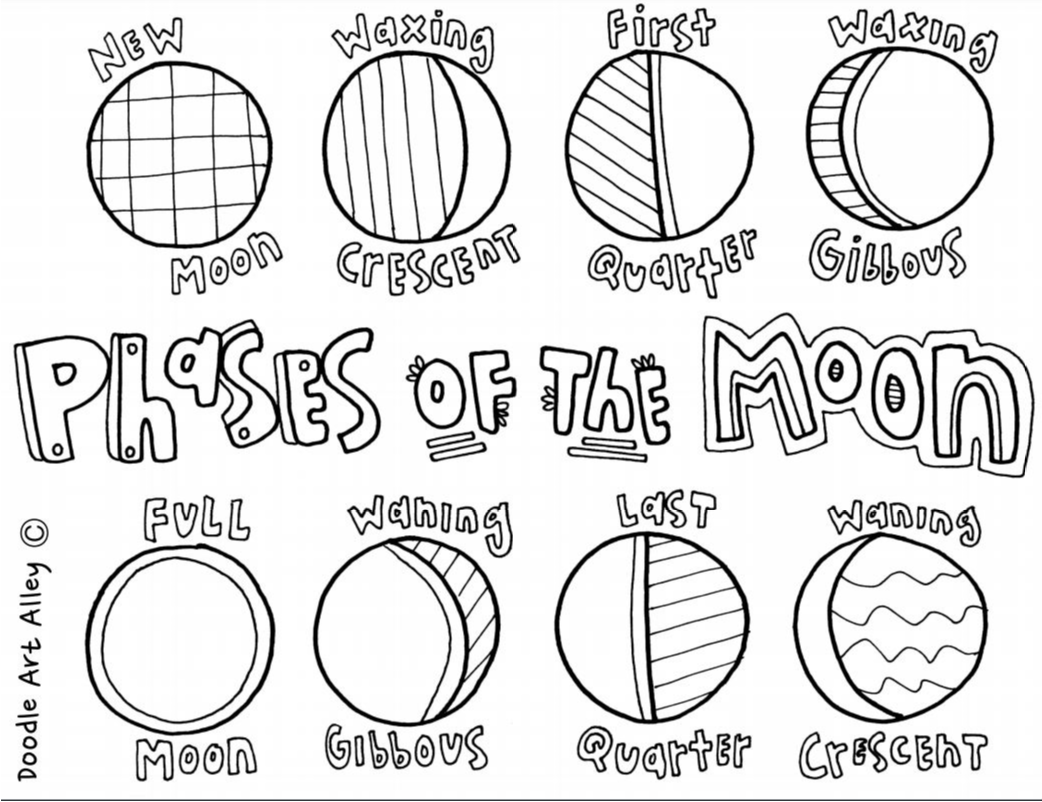 NEW Moon
Waxing CRESCENT
First Quarter
Waxing Gibbous
PhaSES OF ThE Moon
FULL Moon
Waning GIBBOUS
LAST Quarter
Waning CRESCENT
Doodle Art Alley ©